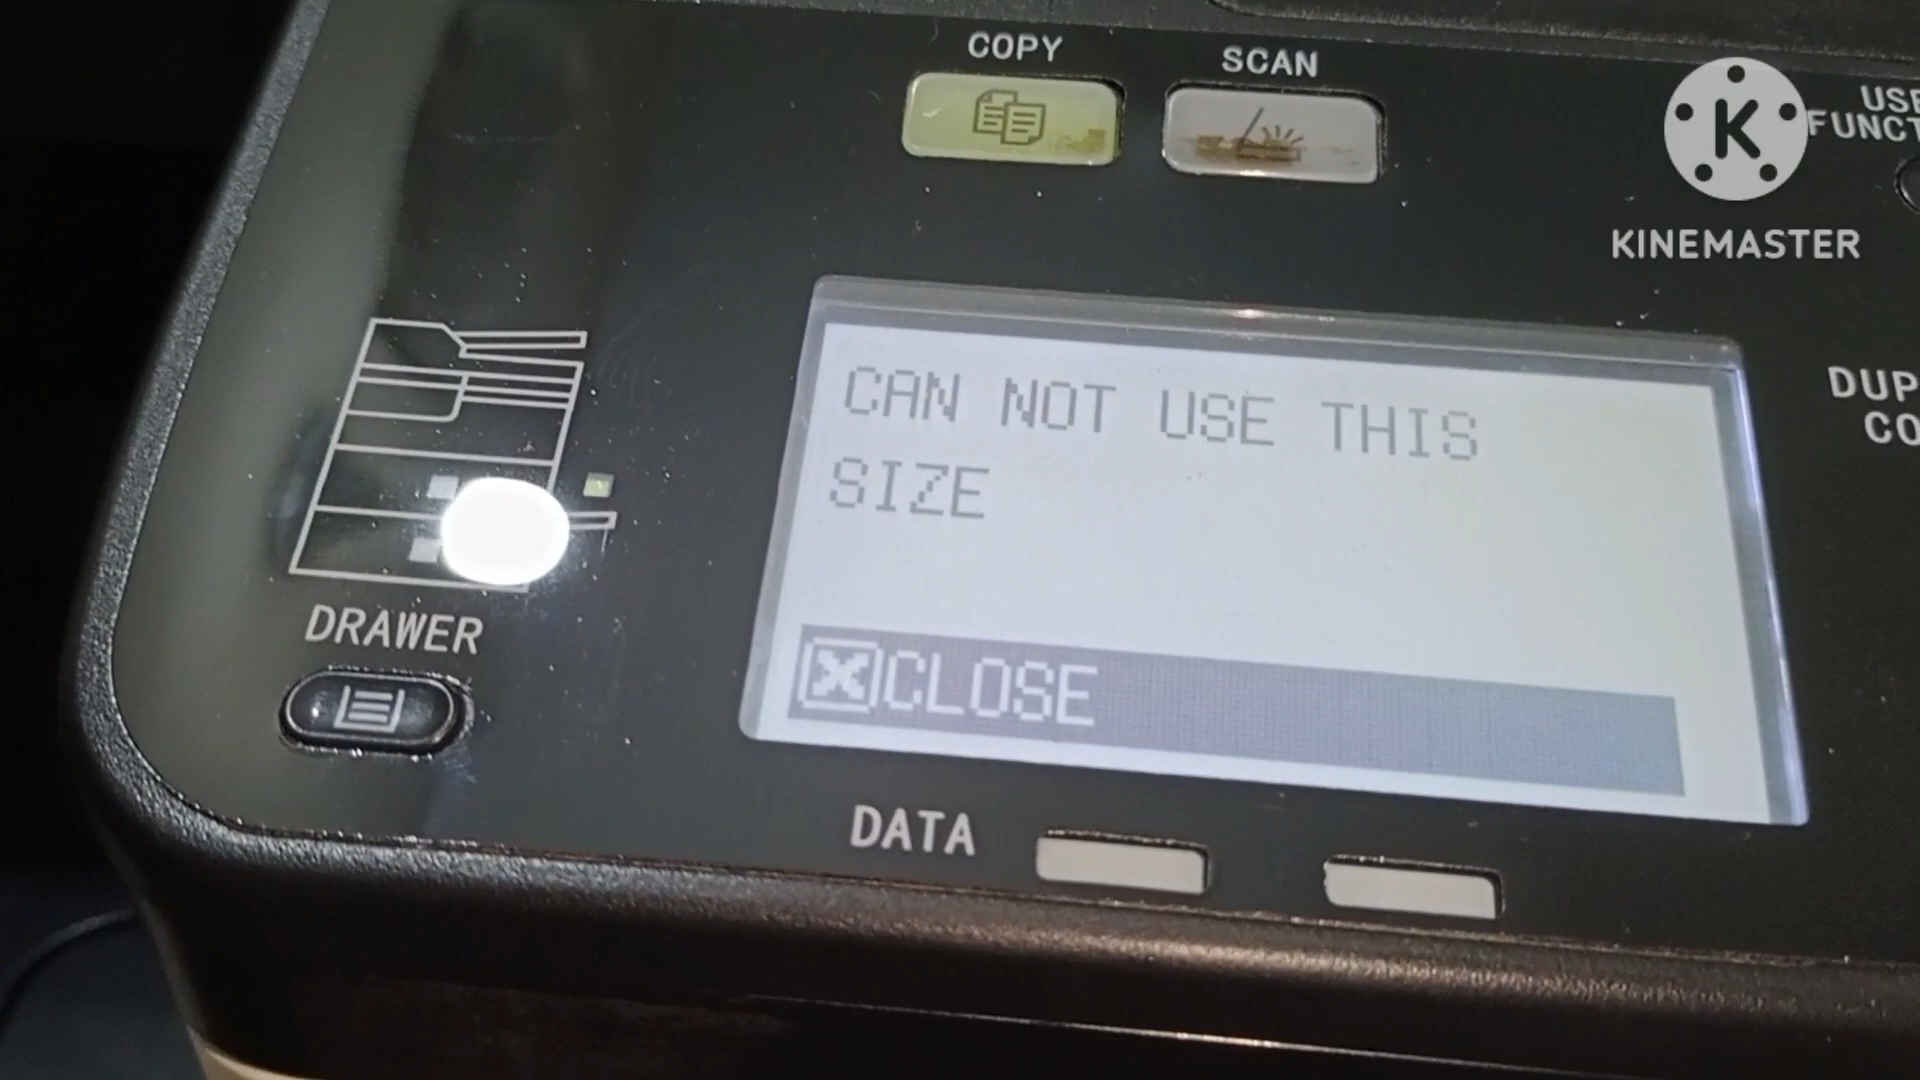 COPY
SCAN
K
KINEMASTER
CAN NOT USE THIS
SIZE
CLOSE
DRAWER
DATA